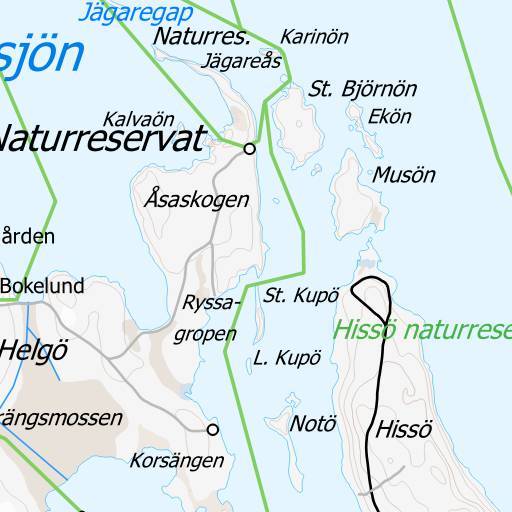 Jägaregap
Naturres.
Karinön
sjön
Jägareås
St. Björnön
Kalvaön
Ekön
Naturreservat
Musön
Åsaskogen
ården
Bokelund
St. Kupö
Ryssa-
gropen
Hissö naturrese
Helgö
L. Kupö
rängsmossen
Notö
Hissö
Korsängen